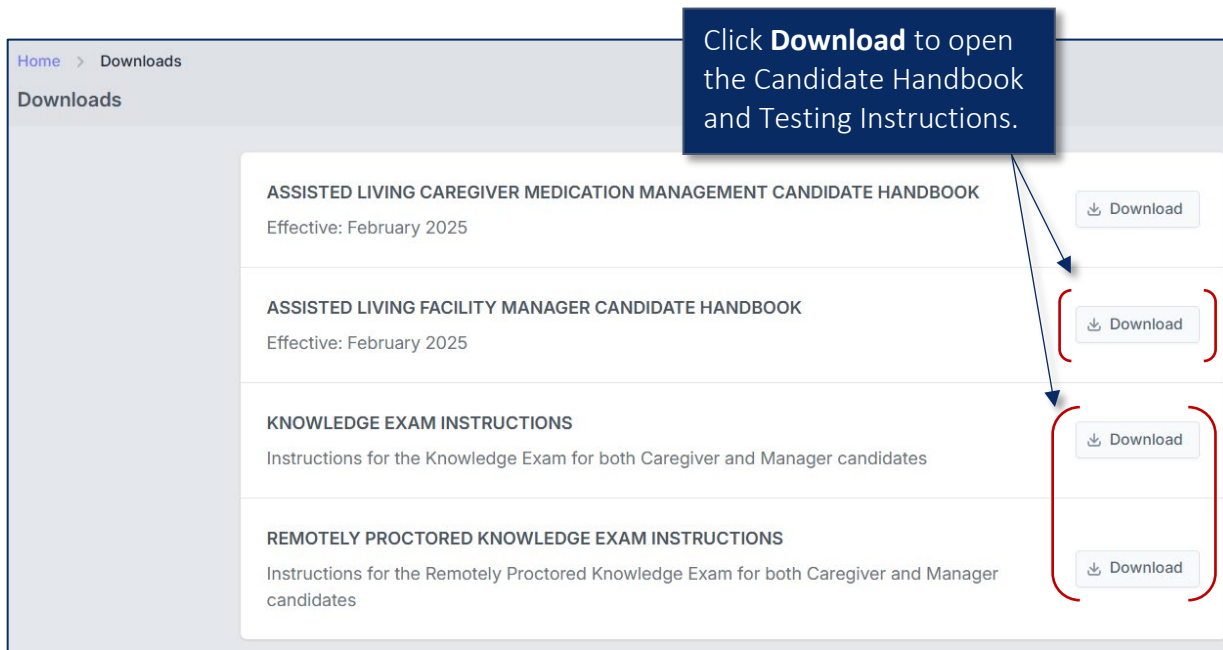 Click Download to open
the Candidate Handbook
and Testing Instructions.
Home > Downloads
Downloads
ASSISTED LIVING CAREGIVER MEDICATION MANAGEMENT CANDIDATE HANDBOOK
Effective: February 2025
Download
ASSISTED LIVING FACILITY MANAGER CANDIDATE HANDBOOK
Effective: February 2025
Download
KNOWLEDGE EXAM INSTRUCTIONS
Instructions for the Knowledge Exam for both Caregiver and Manager candidates
Download
REMOTELY PROCTORED KNOWLEDGE EXAM INSTRUCTIONS
Instructions for the Remotely Proctored Knowledge Exam for both Caregiver and Manager
candidates
Download